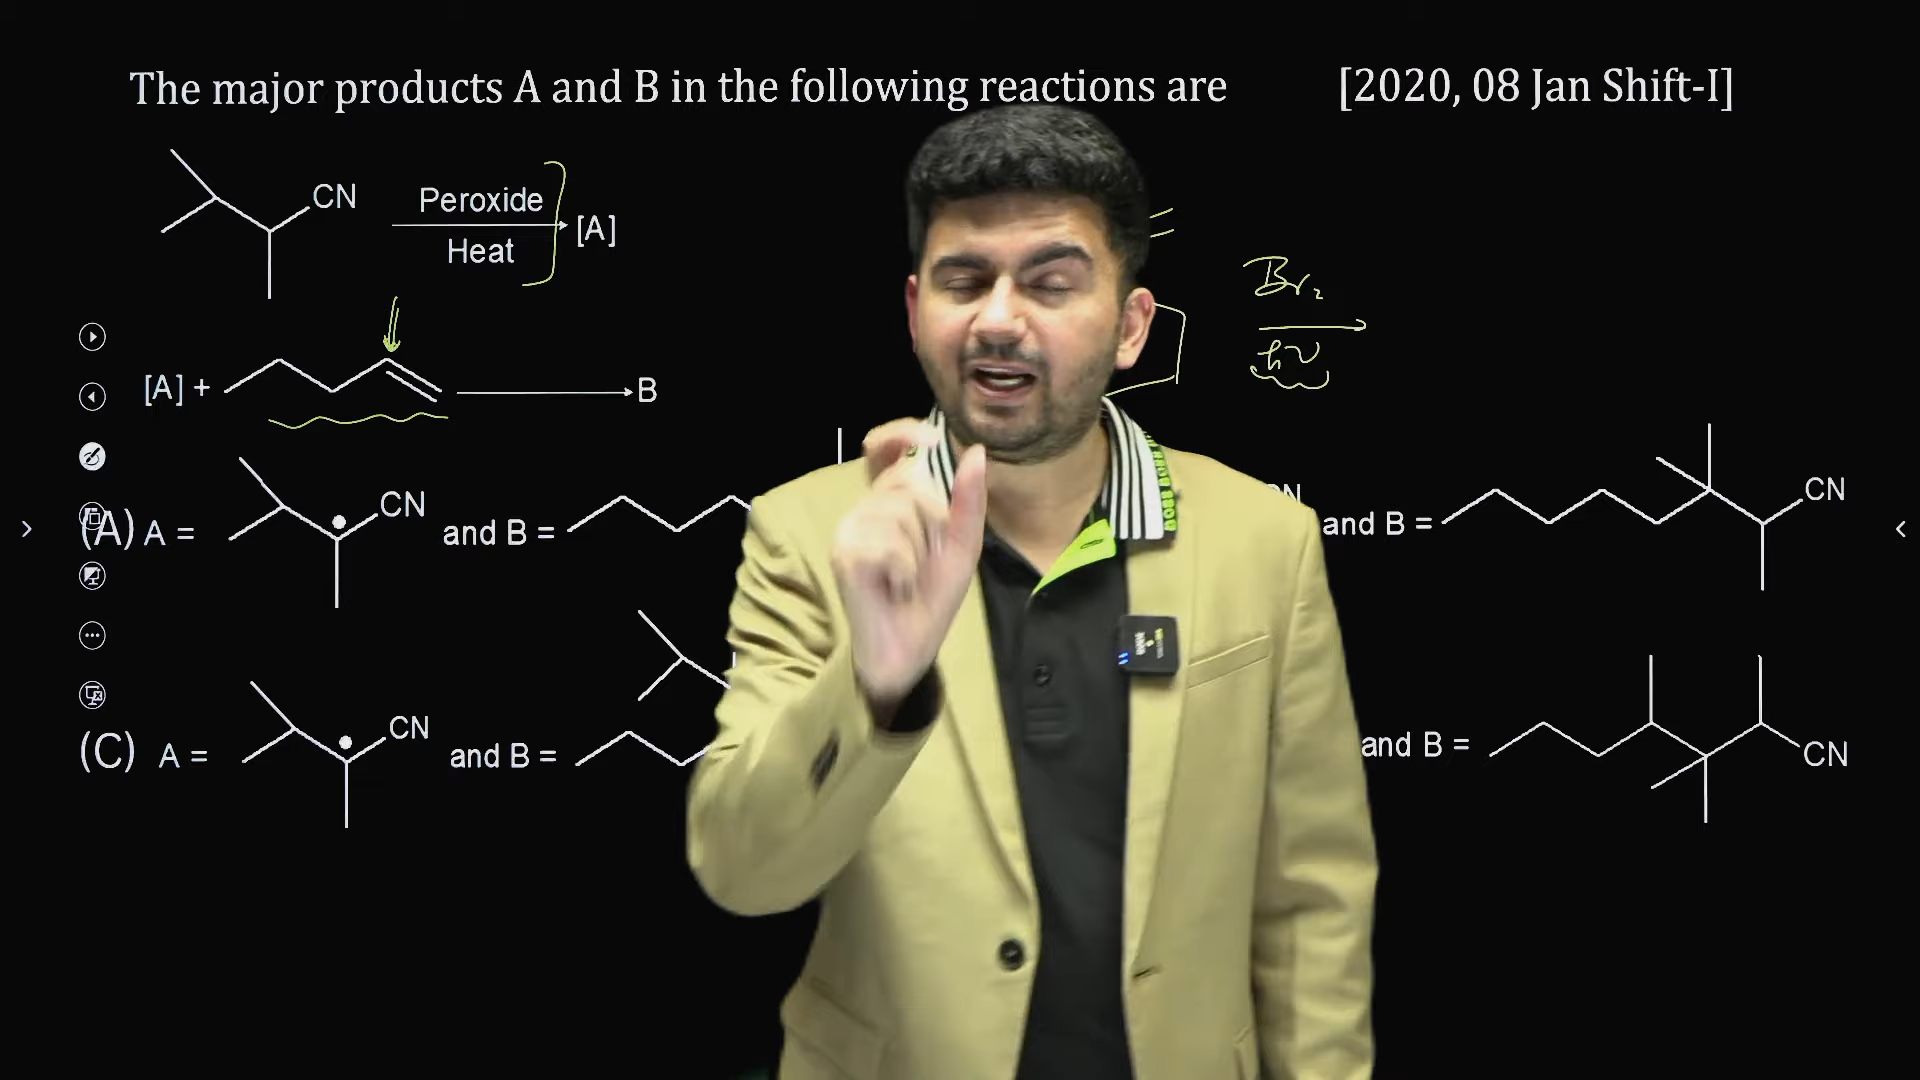 The major products A and B in the following reactions are [2020, 08 Jan Shift-I]
CN
Peroxide
Heat
[A]
Br₂
hν
[A] + B
(A) A = CN and B =
and B = CN
(C) A = CN and B =
and B = CN